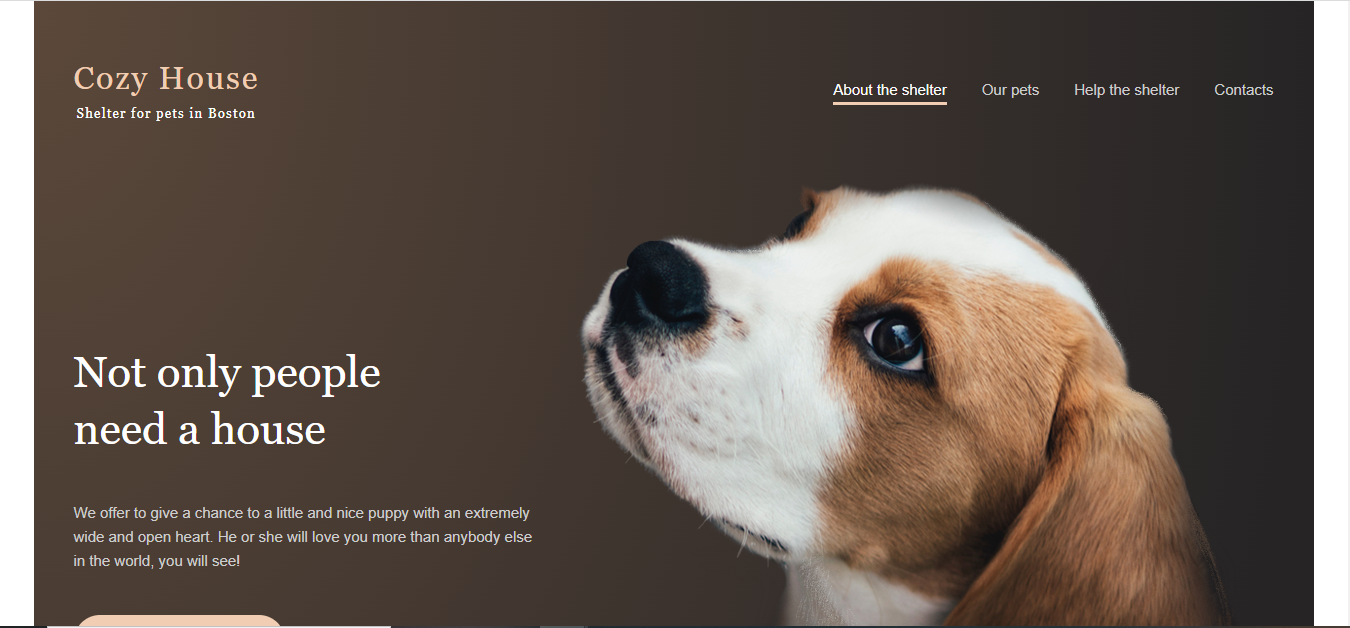 Cozy House
Shelter for pets in Boston
About the shelter Our pets Help the shelter Contacts
Not only people
need a house
We offer to give a chance to a little and nice puppy with an extremely
wide and open heart. He or she will love you more than anybody else
in the world, you will see!